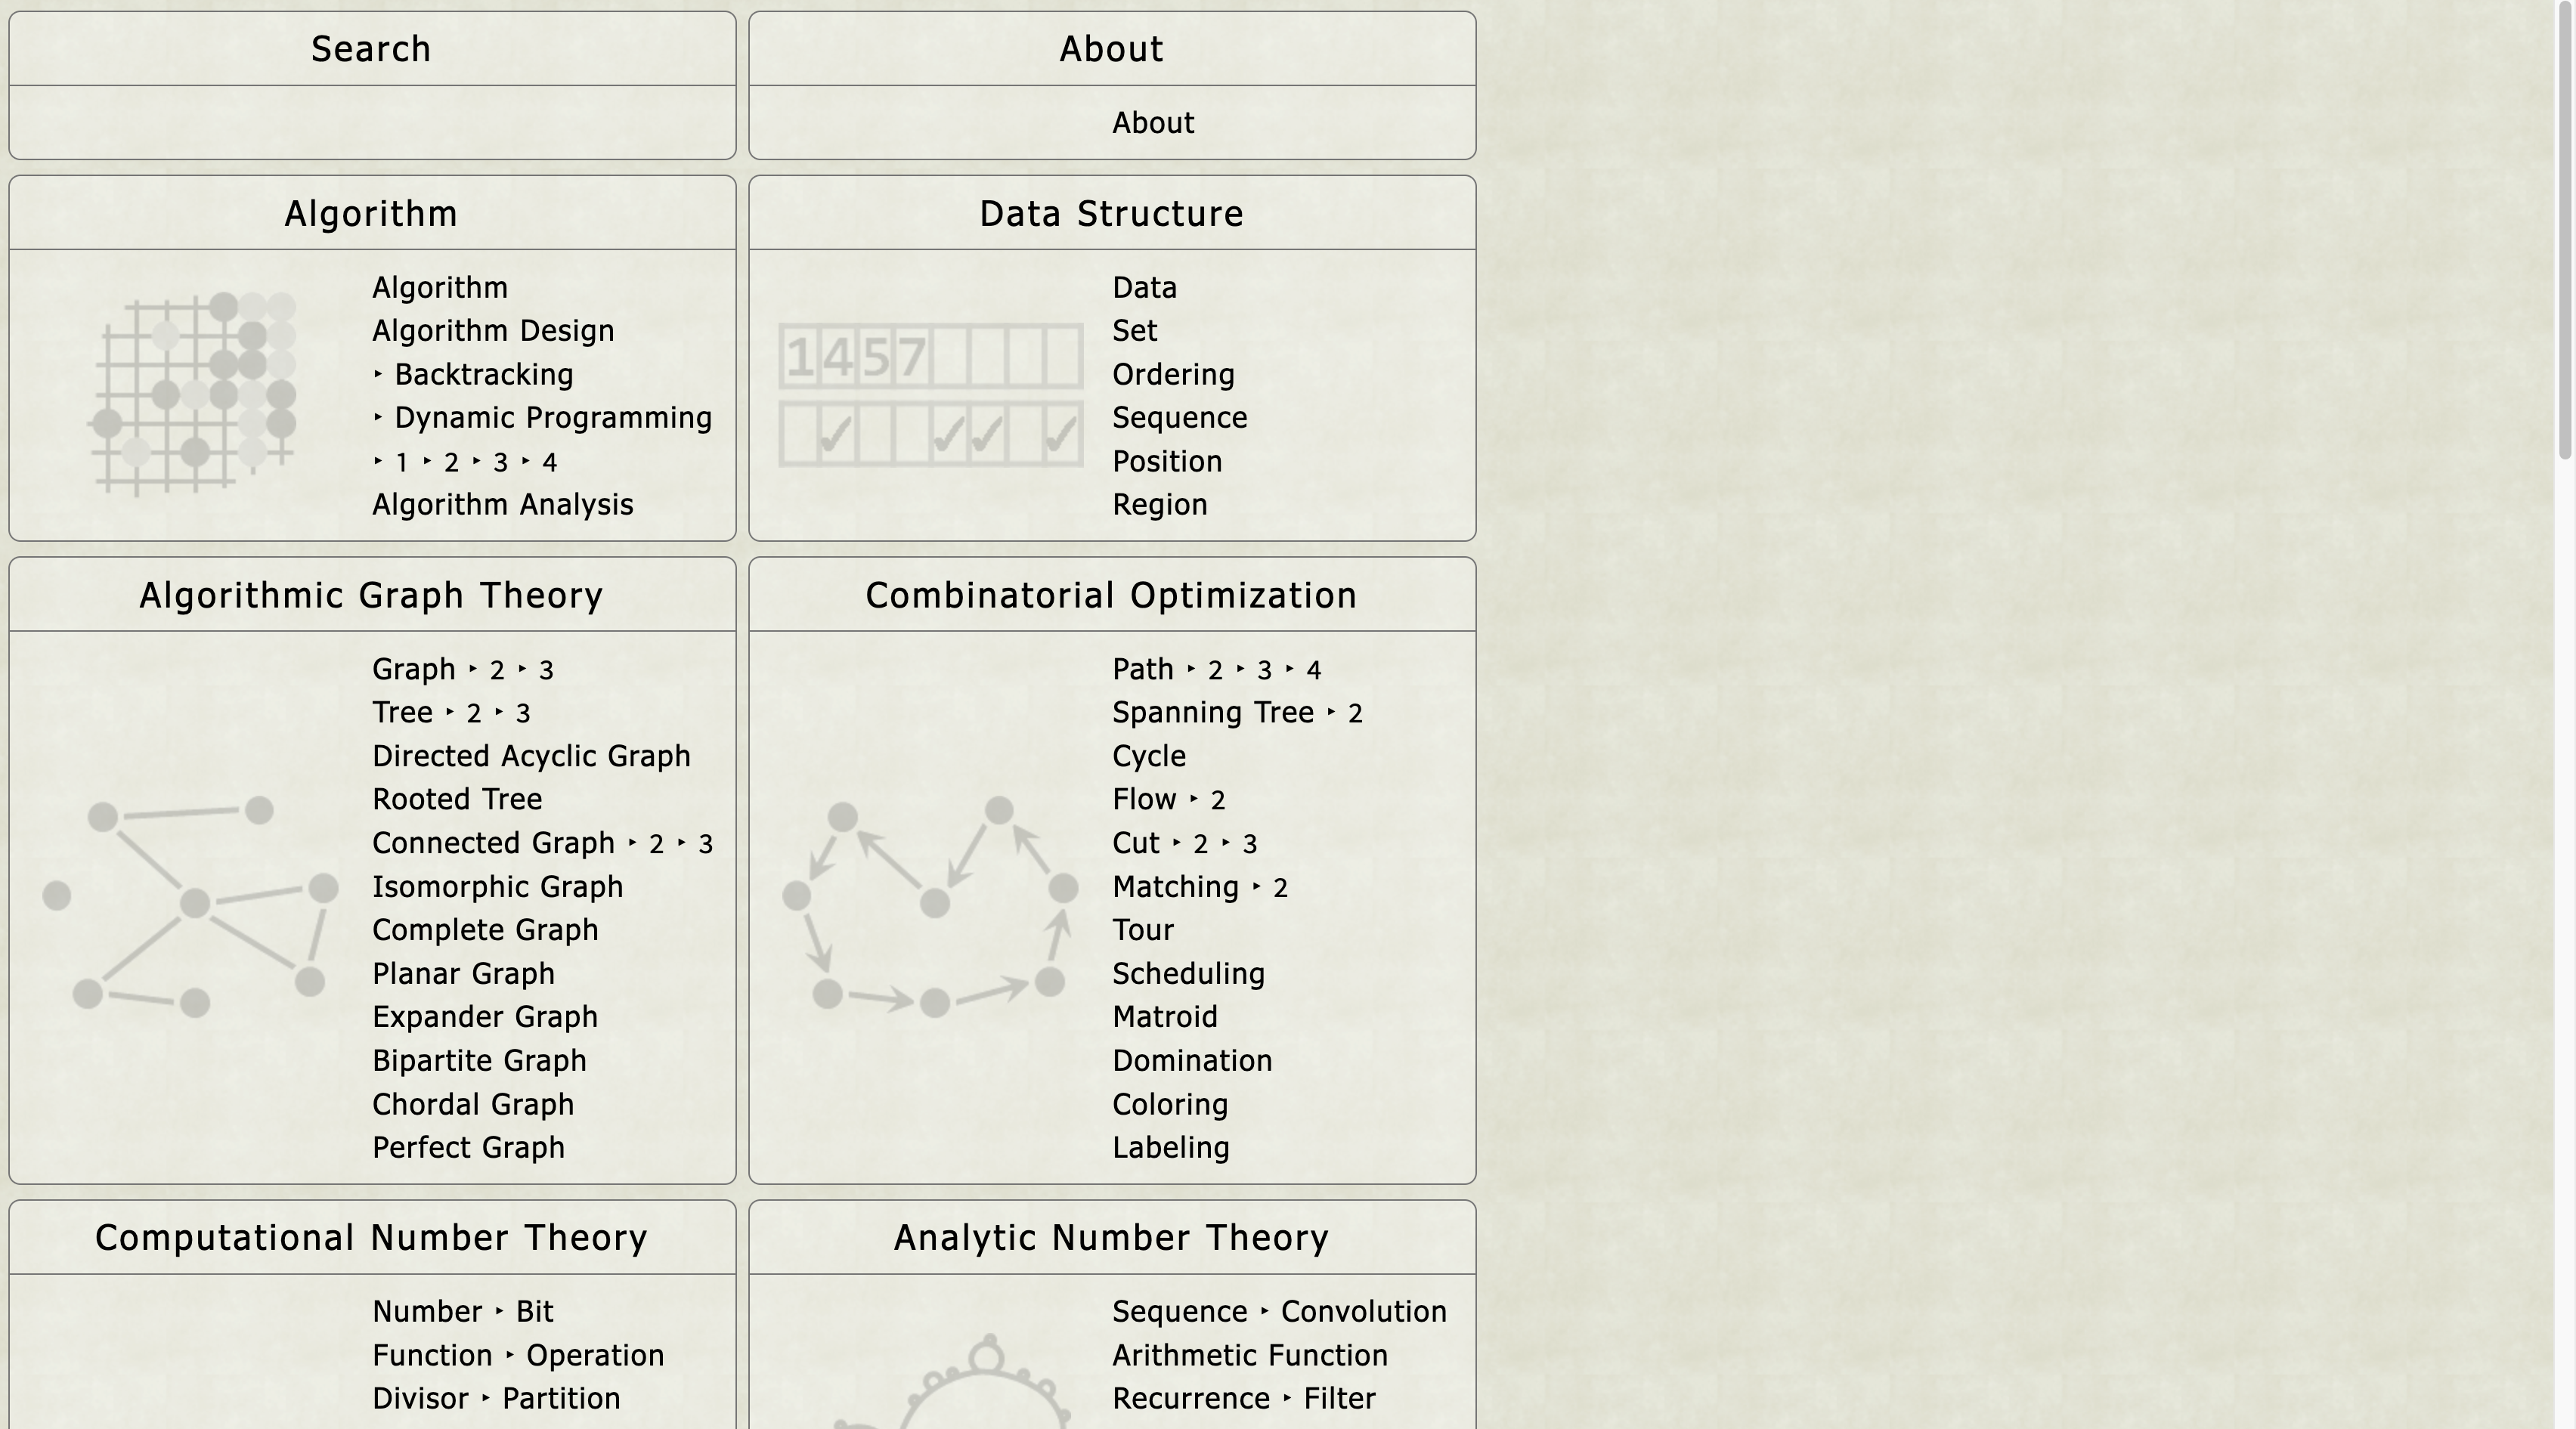 Search
About
About
Algorithm
Algorithm
Algorithm Design
‣ Backtracking
‣ Dynamic Programming
‣ 1 ‣ 2 ‣ 3 ‣ 4
Algorithm Analysis
Data Structure
1457
Data
Set
Ordering
Sequence
Position
Region
Algorithmic Graph Theory
Graph ‣ 2 ‣ 3
Tree ‣ 2 ‣ 3
Directed Acyclic Graph
Rooted Tree
Connected Graph ‣ 2 ‣ 3
Isomorphic Graph
Complete Graph
Planar Graph
Expander Graph
Bipartite Graph
Chordal Graph
Perfect Graph
Combinatorial Optimization
Path ‣ 2 ‣ 3 ‣ 4
Spanning Tree ‣ 2
Cycle
Flow ‣ 2
Cut ‣ 2 ‣ 3
Matching ‣ 2
Tour
Scheduling
Matroid
Domination
Coloring
Labeling
Computational Number Theory
Number ‣ Bit
Function ‣ Operation
Divisor ‣ Partition
Analytic Number Theory
Sequence ‣ Convolution
Arithmetic Function
Recurrence ‣ Filter